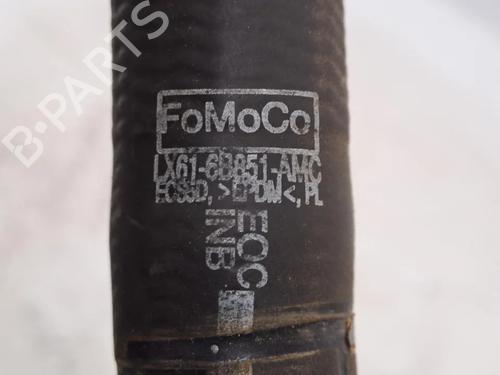 FoMoCo
LX61-6B851-AMC
ECS3D, >EPDM<, PL
EOC
INB
B-PARTS